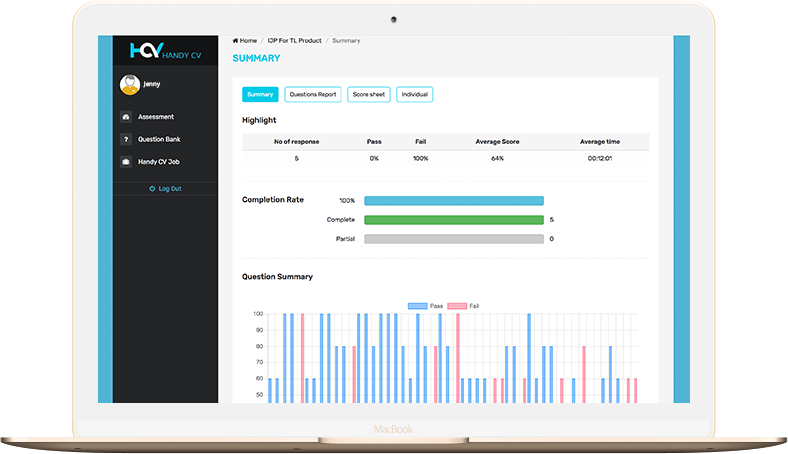 HCV HANDY CV
jenny
Assessment
Question Bank
Handy CV Job
Log Out
Home / IJP For TL Product / Summary
SUMMARY
Summary Questions Report Score sheet Individual
Highlight
No of response Pass Fail Average Score Average time
5 0% 100% 64% 00:12:01
Completion Rate 100%
Complete 5
Partial 0
Question Summary
Pass Fail
100
90
80
70
60
50
MacBook